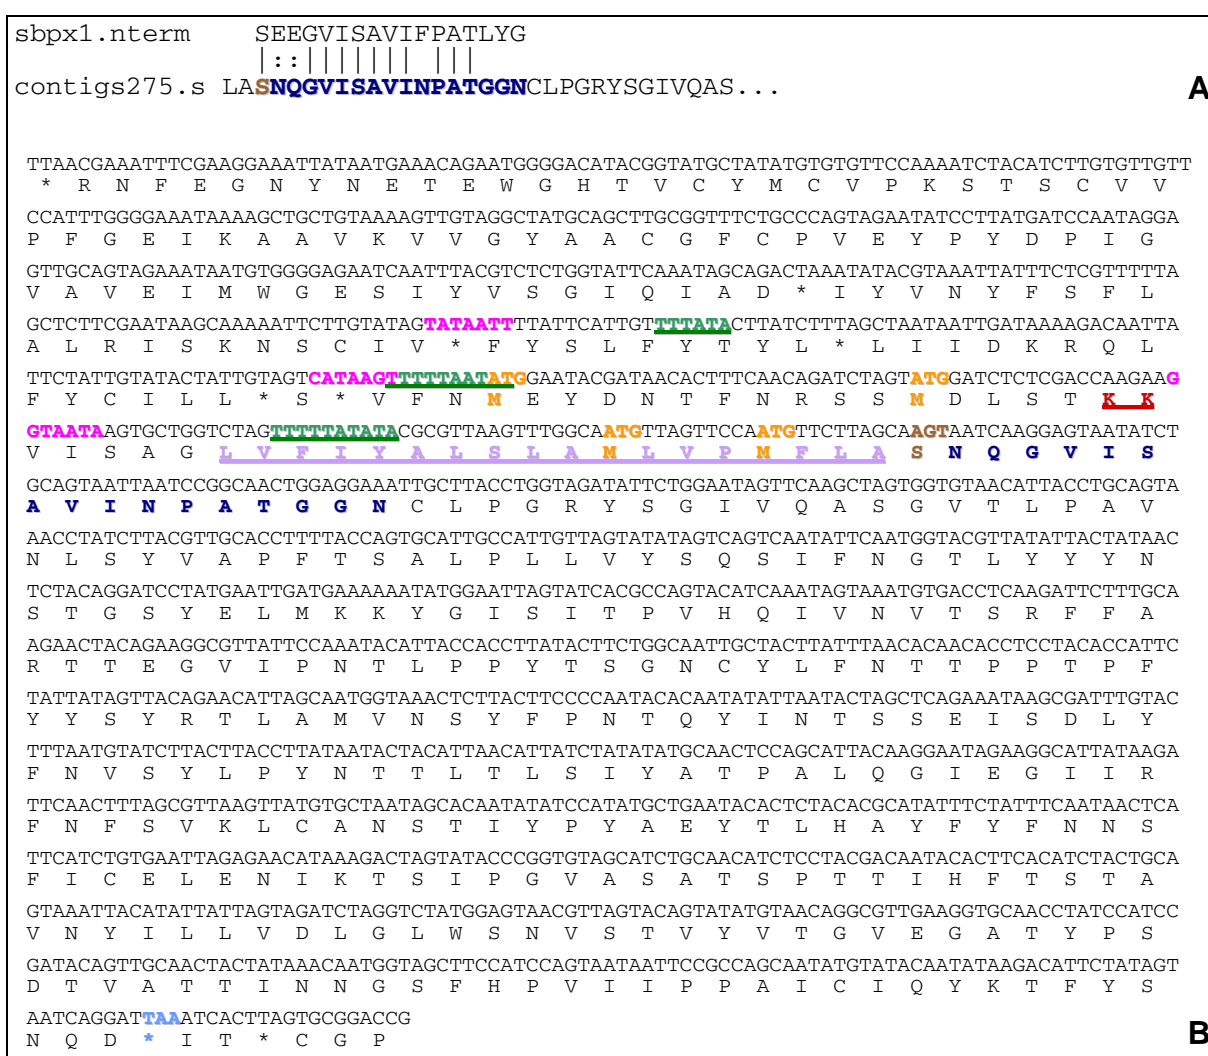 sbpx1.nterm SEEGVISAVIFPATLYG
|::||||||| |||
contigs275.s LASNQGVISAVINPATGGNCLPGRYSGIVQAS...
A
TTAACGAAATTTCGAAGGAAATTATAATGAAACAGAATGGGGACATACGGTATGCTATATGTGTGTTCCAAAATCTACATCTTGTGTTGTT
* R N F E G N Y N E T E W G H T V C Y M C V P K S T S C V V
CCATTTGGGGAAATAAAAGCTGCTGTAAAAGTTGTAGGCTATGCAGCTTGCGGTTTCTGCCCAGTAGAATATCCTTATGATCCAATAGGA
P F G E I K A A V K V V G Y A A C G F C P V E Y P Y D P I G
GTTGCAGTAGAAATAATGTGGGGAGAATCAATTTACGTCTCTGGTATTCAAATAGCAGACTAAATATACGTAAATTATTTCTCGTTTTTA
V A V E I M W G E S I Y V S G I Q I A D * I Y V N Y F S F L
GCTCTTCGAATAAGCAAAAATTCTTGTATAGTATAATTTTATTCATTGTTTTATACTTATCTTTAGCTAATAATTGATAAAAGACAATTA
A L R I S K N S C I V * F Y S L F Y T Y L * L I I D K R Q L
TTCTATTGTATACTATTGTAGTCATAAGTTTTTAATATGGAATACGATAACACTTTCAACAGATCTAGTATGGATCTCTCGACCAAGAAG
F Y C I L L * S * V F N M E Y D N T F N R S S M D L S T K K
GTAATAAGTGCTGGTCTAGTTTTTATATACGCGTTAAGTTTGGCAATGTTAGTTCCAATGTTCTTAGCAAGTAATCAAGGAGTAATATCT
V I S A G L V F I Y A L S L A M L V P M F L A S N Q G V I S
GCAGTAATTAATCCGGCAACTGGAGGAAATTGCTTACCTGGTAGATATTCTGGAATAGTTCAAGCTAGTGGTGTAACATTACCTGCAGTA
A V I N P A T G G N C L P G R Y S G I V Q A S G V T L P A V
AACCTATCTTACGTTGCACCTTTTACCAGTGCATTGCCATTGTTAGTATATAGTCAGTCAATATTCAATGGTACGTTATATTACTATAAC
N L S Y V A P F T S A L P L L V Y S Q S I F N G T L Y Y Y N
TCTACAGGATCCTATGAATTGATGAAAAAATATGGAATTAGTATCACGCCAGTACATCAAATAGTAAATGTGACCTCAAGATTCTTTGCA
S T G S Y E L M K K Y G I S I T P V H Q I V N V T S R F F A
AGAACTACAGAAGGCGTTATTCCAAATACATTACCACCTTATACTTCTGGCAATTGCTACTTATTTAACACAACACCTCCTACACCATTC
R T T E G V I P N T L P P Y T S G N C Y L F N T T P P T P F
TATTATAGTTACAGAACATTAGCAATGGTAAACTCTTACTTCCCCAATACACAATATATTAATACTAGCTCAGAAATAAGCGATTTGTAC
Y Y S Y R T L A M V N S Y F P N T Q Y I N T S S E I S D L Y
TTTAATGTATCTTACTTACCTTATAATACTACATTAACATTATCTATATATGCAACTCCAGCATTACAAGGAATAGAAGGCATTATAAGA
F N V S Y L P Y N T T L T L S I Y A T P A L Q G I E G I I R
TTCAACTTTAGCGTTAAGTTATGTGCTAATAGCACAATATATCCATATGCTGAATACACTCTACACGCATATTTCTATTTCAATAACTCA
F N F S V K L C A N S T I Y P Y A E Y T L H A Y F Y F N N S
TTCATCTGTGAATTAGAGAACATAAAGACTAGTATACCCGGTGTAGCATCTGCAACATCTCCTACGACAATACACTTCACATCTACTGCA
F I C E L E N I K T S I P G V A S A T S P T T I H F T S T A
GTAAATTACATATTATTAGTAGATCTAGGTCTATGGAGTAACGTTAGTACAGTATATGTAACAGGCGTTGAAGGTGCAACCTATCCATCC
V N Y I L L V D L G L W S N V S T V Y V T G V E G A T Y P S
GATACAGTTGCAACTACTATAAACAATGGTAGCTTCCATCCAGTAATAATTCCGCCAGCAATATGTATACAATATAAGACATTCTATAGT
D T V A T T I N N G S F H P V I I P P A I C I Q Y K T F Y S
AATCAGGATTAAATCACTTAGTGCGGACCG
N Q D * I T * C G P
B